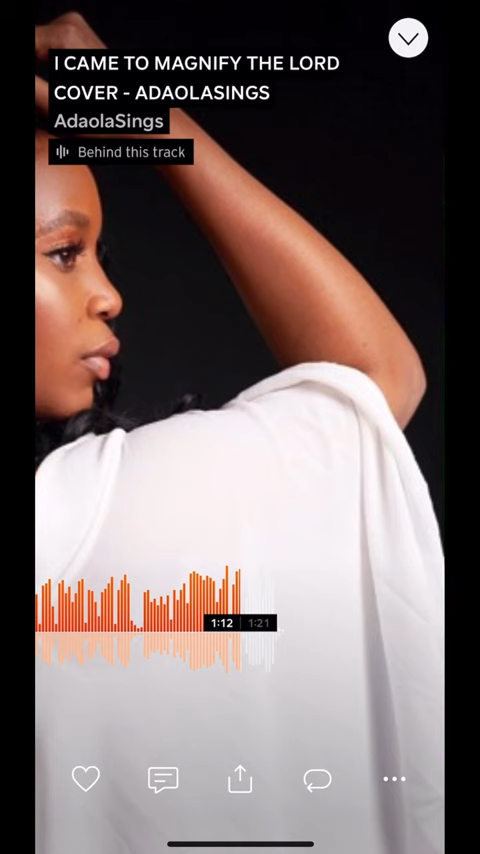 I CAME TO MAGNIFY THE LORD
COVER - ADAOLASINGS
AdaolaSings
Behind this track
1:12 | 1:21